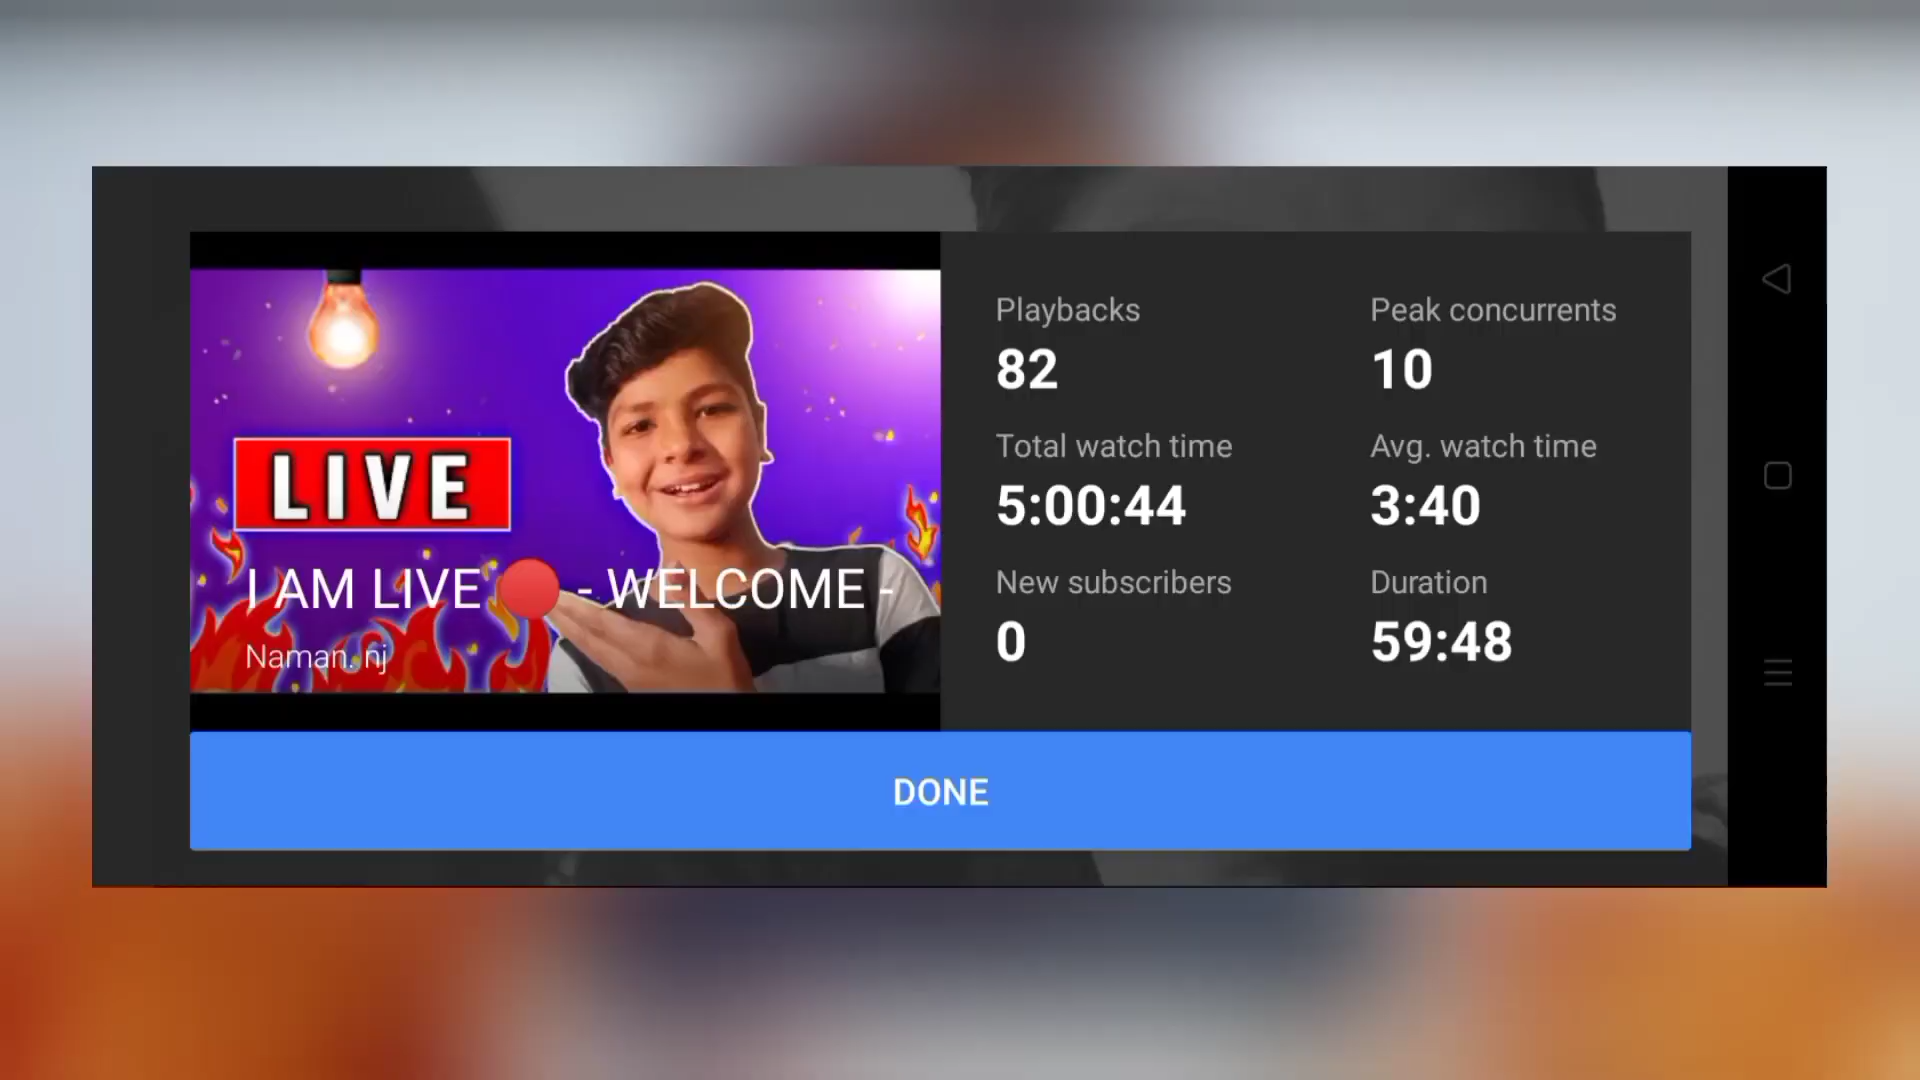 LIVE
I AM LIVE 🔴 - WELCOME -
Naman. nj
Playbacks
82
Peak concurrents
10
Total watch time
5:00:44
Avg. watch time
3:40
New subscribers
0
Duration
59:48
DONE